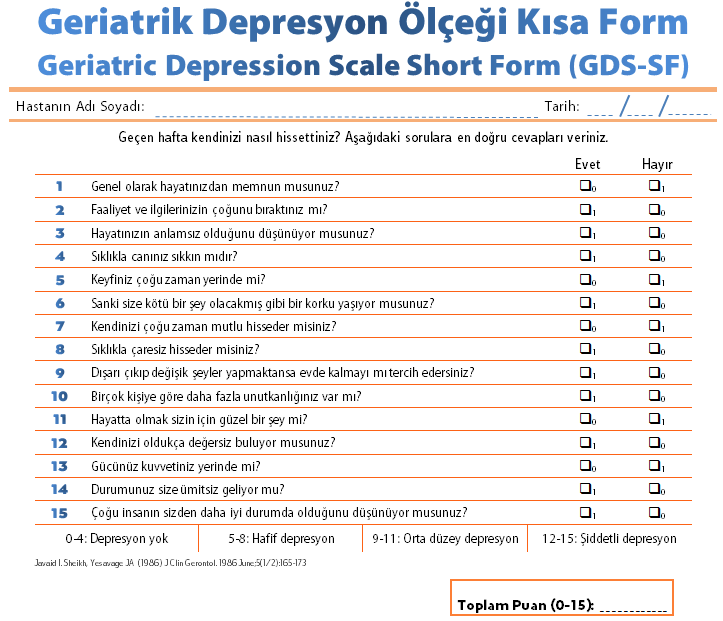 Geriatrik Depresyon Ölçeği Kısa Form
Geriatric Depression Scale Short Form (GDS-SF)
Hastanın Adı Soyadı: Tarih: / /
Geçen hafta kendinizi nasıl hissettiniz? Aşağıdaki sorulara en doğru cevapları veriniz.
Evet Hayır
1 Genel olarak hayatınızdan memnun musunuz? ❏0 ❏1
2 Faaliyet ve ilgilerinizin çoğunu bıraktınız mı? ❏1 ❏0
3 Hayatınızın anlamsız olduğunu düşünüyor musunuz? ❏1 ❏0
4 Sıklıkla canınız sıkkın mıdır? ❏1 ❏0
5 Keyfiniz çoğu zaman yerinde mi? ❏0 ❏1
6 Sanki size kötü bir şey olacakmış gibi bir korku yaşıyor musunuz? ❏1 ❏0
7 Kendinizi çoğu zaman mutlu hisseder misiniz? ❏0 ❏1
8 Sıklıkla çaresiz hisseder misiniz? ❏1 ❏0
9 Dışarı çıkıp değişik şeyler yapmaktansa evde kalmayı mı tercih edersiniz? ❏1 ❏0
10 Birçok kişiye göre daha fazla unutkanlığınız var mı? ❏1 ❏0
11 Hayatta olmak sizin için güzel bir şey mi? ❏0 ❏1
12 Kendinizi oldukça değersiz buluyor musunuz? ❏1 ❏0
13 Gücünüz kuvvetiniz yerinde mi? ❏0 ❏1
14 Durumunuz size ümitsiz geliyor mu? ❏1 ❏0
15 Çoğu insanın sizden daha iyi durumda olduğunu düşünüyor musunuz? ❏1 ❏0
0-4: Depresyon yok 5-8: Hafif depresyon 9-11: Orta düzey depresyon 12-15: Şiddetli depresyon
Javaid I. Sheikh, Yesavage JA (1986) J Clin Gerontol. 1986 June;5(1/2):165-173
Toplam Puan (0-15):